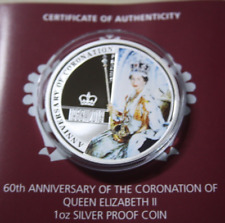 CERTIFICATE OF AUTHENTICITY
ANNIVERSARY OF CORONATION
60th ANNIVERSARY OF THE CORONATION OF
QUEEN ELIZABETH II
1oz SILVER PROOF COIN